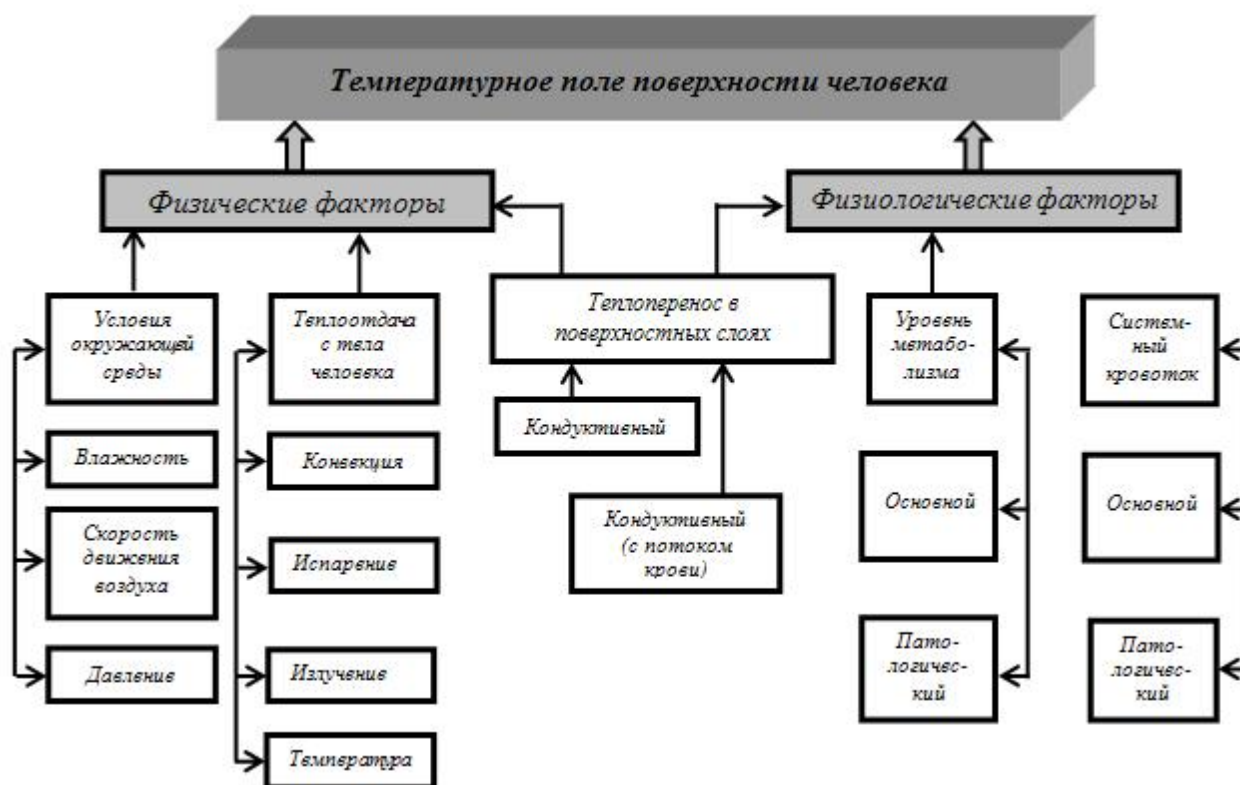 Температурное поле поверхности человека
Физические факторы
Физиологические факторы
Условия
окружающей
среды
Теплоотдача
с тела
человека
Теплоперенос в
поверхностных слоях
Уровень
метабо-
лизма
Систем-
ный
кровоток
Кондуктивный
Влажность
Конвекция
Основной
Основной
Кондуктивный
(с потоком
крови)
Скорость
движения
воздуха
Испарение
Давление
Излучение
Пато-
логичес-
кий
Пато-
логичес-
кий
Температура